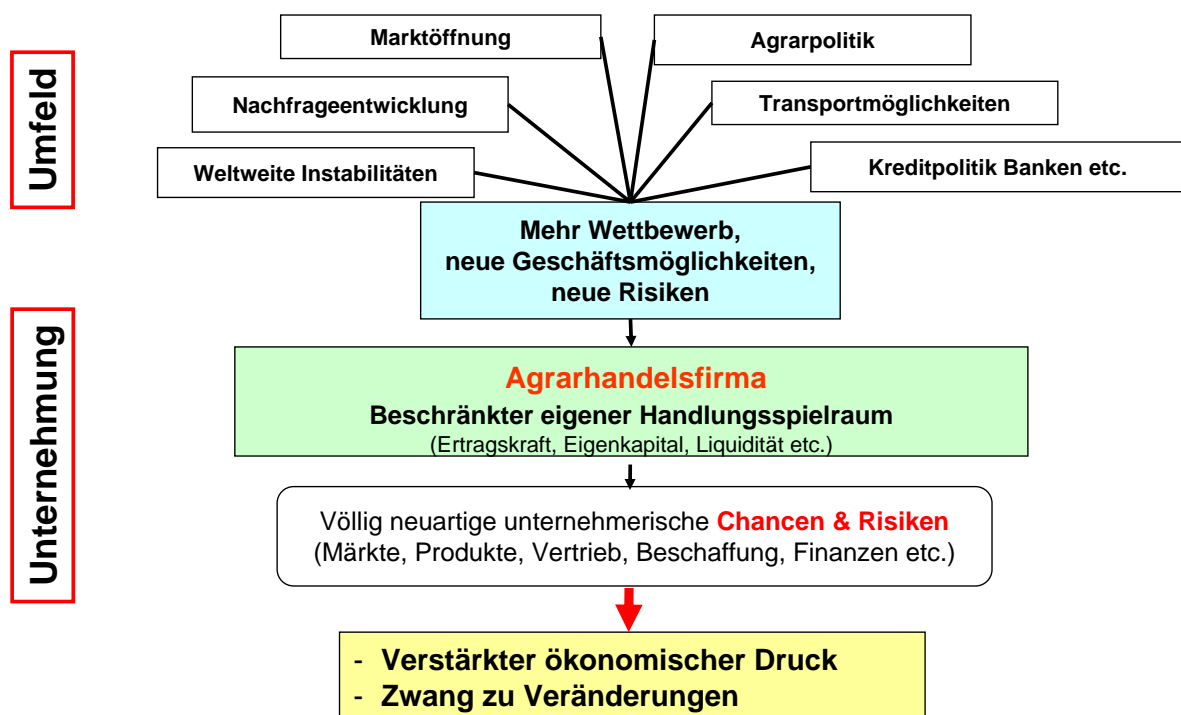 Umfeld
Marktöffnung
Agrarpolitik
Nachfrageentwicklung
Transportmöglichkeiten
Weltweite Instabilitäten
Kreditpolitik Banken etc.
Mehr Wettbewerb,
neue Geschäftsmöglichkeiten,
neue Risiken
Unternehmung
Agrarhandelsfirma
Beschränkter eigener Handlungsspielraum
(Ertragskraft, Eigenkapital, Liquidität etc.)
Völlig neuartige unternehmerische Chancen & Risiken
(Märkte, Produkte, Vertrieb, Beschaffung, Finanzen etc.)
- Verstärkter ökonomischer Druck
- Zwang zu Veränderungen